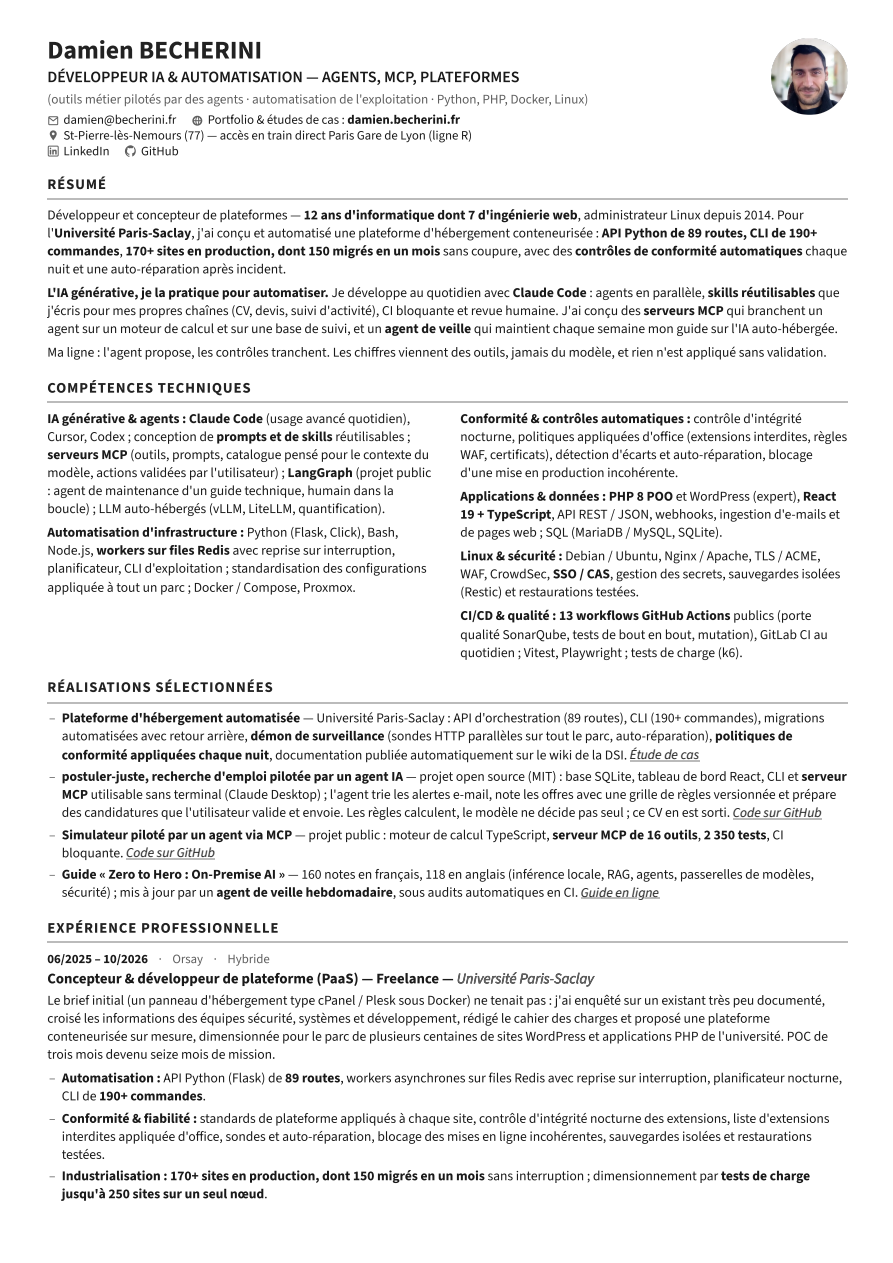 Damien BECHERINI
DÉVELOPPEUR IA & AUTOMATISATION — AGENTS, MCP, PLATEFORMES
(outils métier pilotés par des agents · automatisation de l'exploitation · Python, PHP, Docker, Linux)
damien@becherini.fr Portfolio & études de cas : damien.becherini.fr
St-Pierre-lès-Nemours (77) — accès en train direct Paris Gare de Lyon (ligne R)
LinkedIn GitHub
RÉSUMÉ
Développeur et concepteur de plateformes — 12 ans d'informatique dont 7 d'ingénierie web, administrateur Linux depuis 2014. Pour
l'Université Paris-Saclay, j'ai conçu et automatisé une plateforme d'hébergement conteneurisée : API Python de 89 routes, CLI de 190+
commandes, 170+ sites en production, dont 150 migrés en un mois sans coupure, avec des contrôles de conformité automatiques chaque
nuit et une auto-réparation après incident.
L'IA générative, je la pratique pour automatiser. Je développe au quotidien avec Claude Code : agents en parallèle, skills réutilisables que
j'écris pour mes propres chaînes (CV, devis, suivi d'activité), CI bloquante et revue humaine. J'ai conçu des serveurs MCP qui branchent un
agent sur un moteur de calcul et sur une base de suivi, et un agent de veille qui maintient chaque semaine mon guide sur l'IA auto-hébergée.
Ma ligne : l'agent propose, les contrôles tranchent. Les chiffres viennent des outils, jamais du modèle, et rien n'est appliqué sans validation.
COMPÉTENCES TECHNIQUES
IA générative & agents : Claude Code (usage avancé quotidien),
Cursor, Codex ; conception de prompts et de skills réutilisables ;
serveurs MCP (outils, prompts, catalogue pensé pour le contexte du
modèle, actions validées par l'utilisateur) ; LangGraph (projet public
: agent de maintenance d'un guide technique, humain dans la
boucle) ; LLM auto-hébergés (vLLM, LiteLLM, quantification).
Automatisation d'infrastructure : Python (Flask, Click), Bash,
Node.js, workers sur files Redis avec reprise sur interruption,
planificateur, CLI d'exploitation ; standardisation des configurations
appliquée à tout un parc ; Docker / Compose, Proxmox.
Conformité & contrôles automatiques : contrôle d'intégrité
nocturne, politiques appliquées d'office (extensions interdites, règles
WAF, certificats), détection d'écarts et auto-réparation, blocage
d'une mise en production incohérente.
Applications & données : PHP 8 POO et WordPress (expert), React
19 + TypeScript, API REST / JSON, webhooks, ingestion d'e-mails et
de pages web ; SQL (MariaDB / MySQL, SQLite).
Linux & sécurité : Debian / Ubuntu, Nginx / Apache, TLS / ACME,
WAF, CrowdSec, SSO / CAS, gestion des secrets, sauvegardes isolées
(Restic) et restaurations testées.
CI/CD & qualité : 13 workflows GitHub Actions publics (porte
qualité SonarQube, tests de bout en bout, mutation), GitLab CI au
quotidien ; Vitest, Playwright ; tests de charge (k6).
RÉALISATIONS SÉLECTIONNÉES
– Plateforme d'hébergement automatisée — Université Paris-Saclay : API d'orchestration (89 routes), CLI (190+ commandes), migrations
automatisées avec retour arrière, démon de surveillance (sondes HTTP parallèles sur tout le parc, auto-réparation), politiques de
conformité appliquées chaque nuit, documentation publiée automatiquement sur le wiki de la DSI. Étude de cas
– postuler-juste, recherche d'emploi pilotée par un agent IA — projet open source (MIT) : base SQLite, tableau de bord React, CLI et serveur
MCP utilisable sans terminal (Claude Desktop) ; l'agent trie les alertes e-mail, note les offres avec une grille de règles versionnée et prépare
des candidatures que l'utilisateur valide et envoie. Les règles calculent, le modèle ne décide pas seul ; ce CV en est sorti. Code sur GitHub
– Simulateur piloté par un agent via MCP — projet public : moteur de calcul TypeScript, serveur MCP de 16 outils, 2 350 tests, CI
bloquante. Code sur GitHub
– Guide « Zero to Hero : On-Premise AI » — 160 notes en français, 118 en anglais (inférence locale, RAG, agents, passerelles de modèles,
sécurité) ; mis à jour par un agent de veille hebdomadaire, sous audits automatiques en CI. Guide en ligne
EXPÉRIENCE PROFESSIONNELLE
06/2025 – 10/2026 · Orsay · Hybride
Concepteur & développeur de plateforme (PaaS) — Freelance — Université Paris-Saclay
Le brief initial (un panneau d'hébergement type cPanel / Plesk sous Docker) ne tenait pas : j'ai enquêté sur un existant très peu documenté,
croisé les informations des équipes sécurité, systèmes et développement, rédigé le cahier des charges et proposé une plateforme
conteneurisée sur mesure, dimensionnée pour le parc de plusieurs centaines de sites WordPress et applications PHP de l'université. POC de
trois mois devenu seize mois de mission.
– Automatisation : API Python (Flask) de 89 routes, workers asynchrones sur files Redis avec reprise sur interruption, planificateur nocturne,
CLI de 190+ commandes.
– Conformité & fiabilité : standards de plateforme appliqués à chaque site, contrôle d'intégrité nocturne des extensions, liste d'extensions
interdites appliquée d'office, sondes et auto-réparation, blocage des mises en ligne incohérentes, sauvegardes isolées et restaurations
testées.
– Industrialisation : 170+ sites en production, dont 150 migrés en un mois sans interruption ; dimensionnement par tests de charge
jusqu'à 250 sites sur un seul nœud.